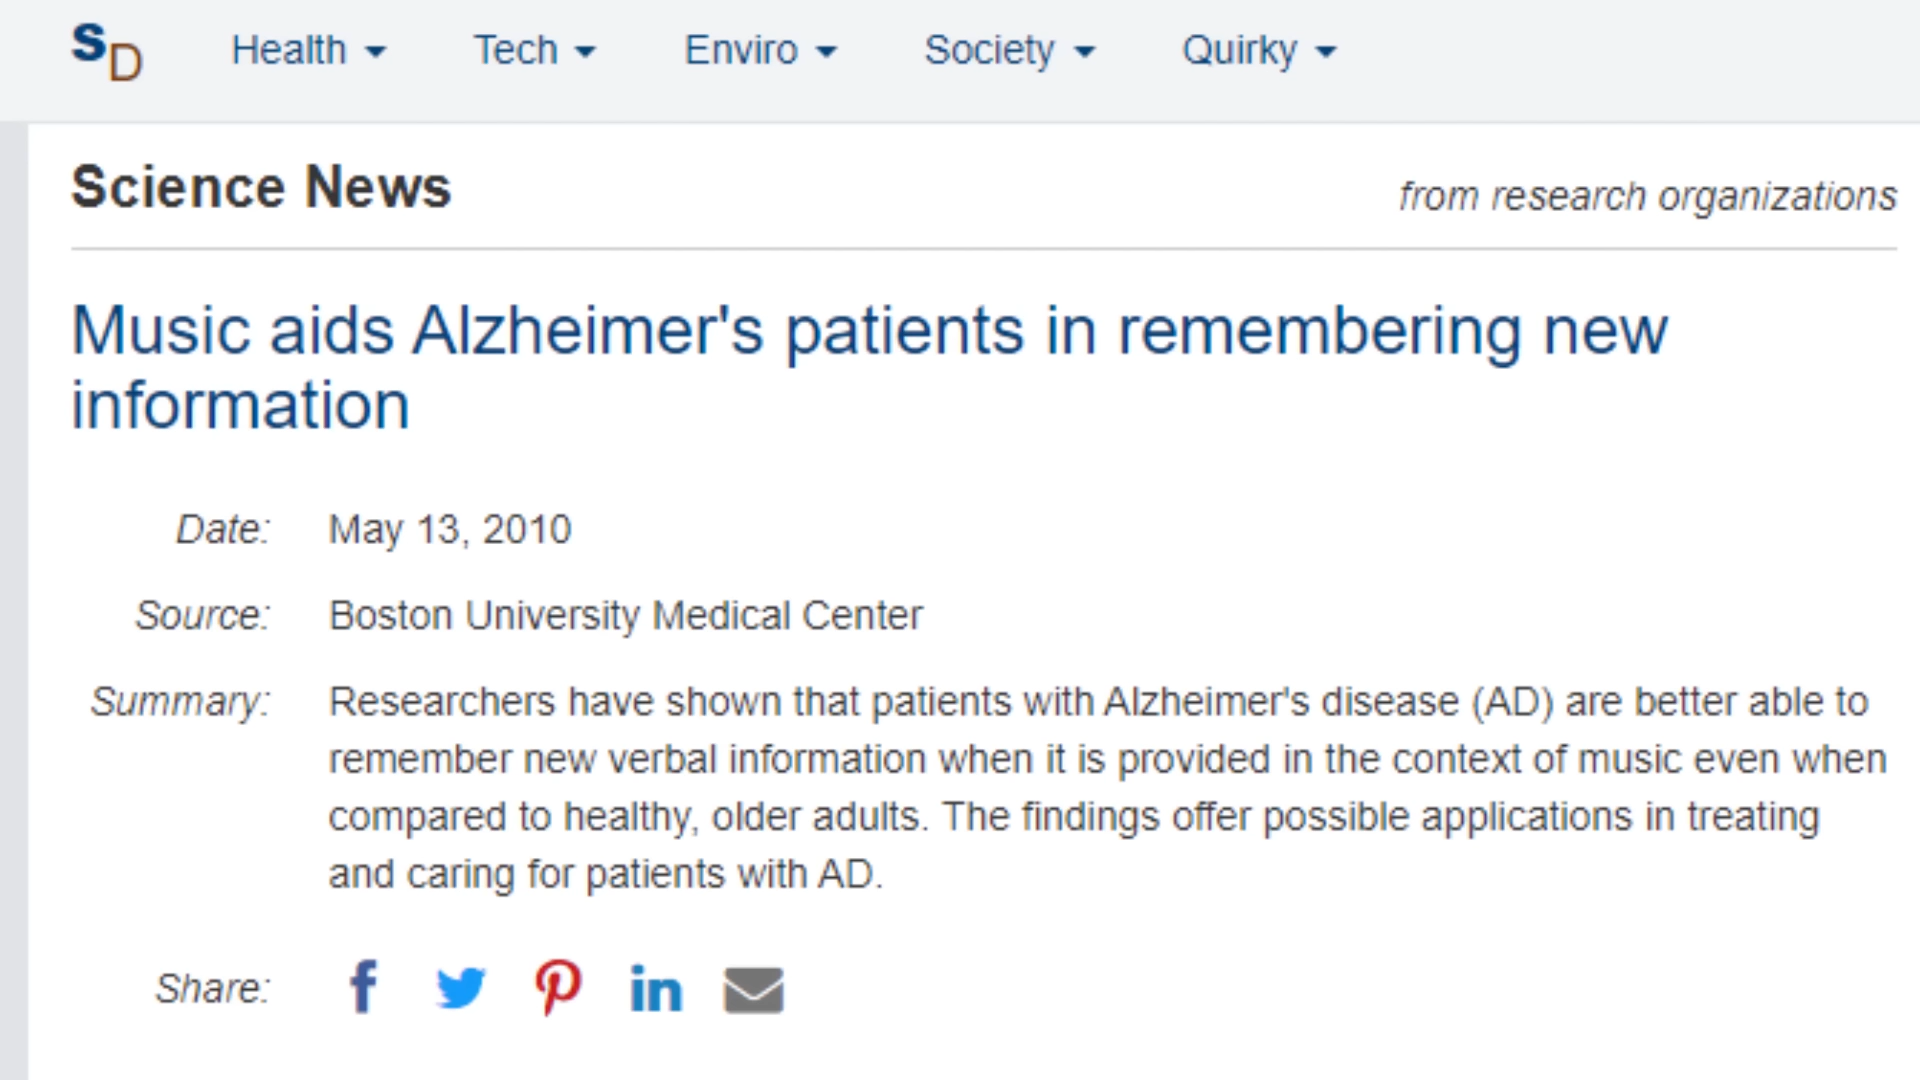 SD Health Tech Enviro Society Quirky
Science News from research organizations
Music aids Alzheimer's patients in remembering new
information
Date: May 13, 2010
Source: Boston University Medical Center
Summary: Researchers have shown that patients with Alzheimer's disease (AD) are better able to
remember new verbal information when it is provided in the context of music even when
compared to healthy, older adults. The findings offer possible applications in treating
and caring for patients with AD.
Share: